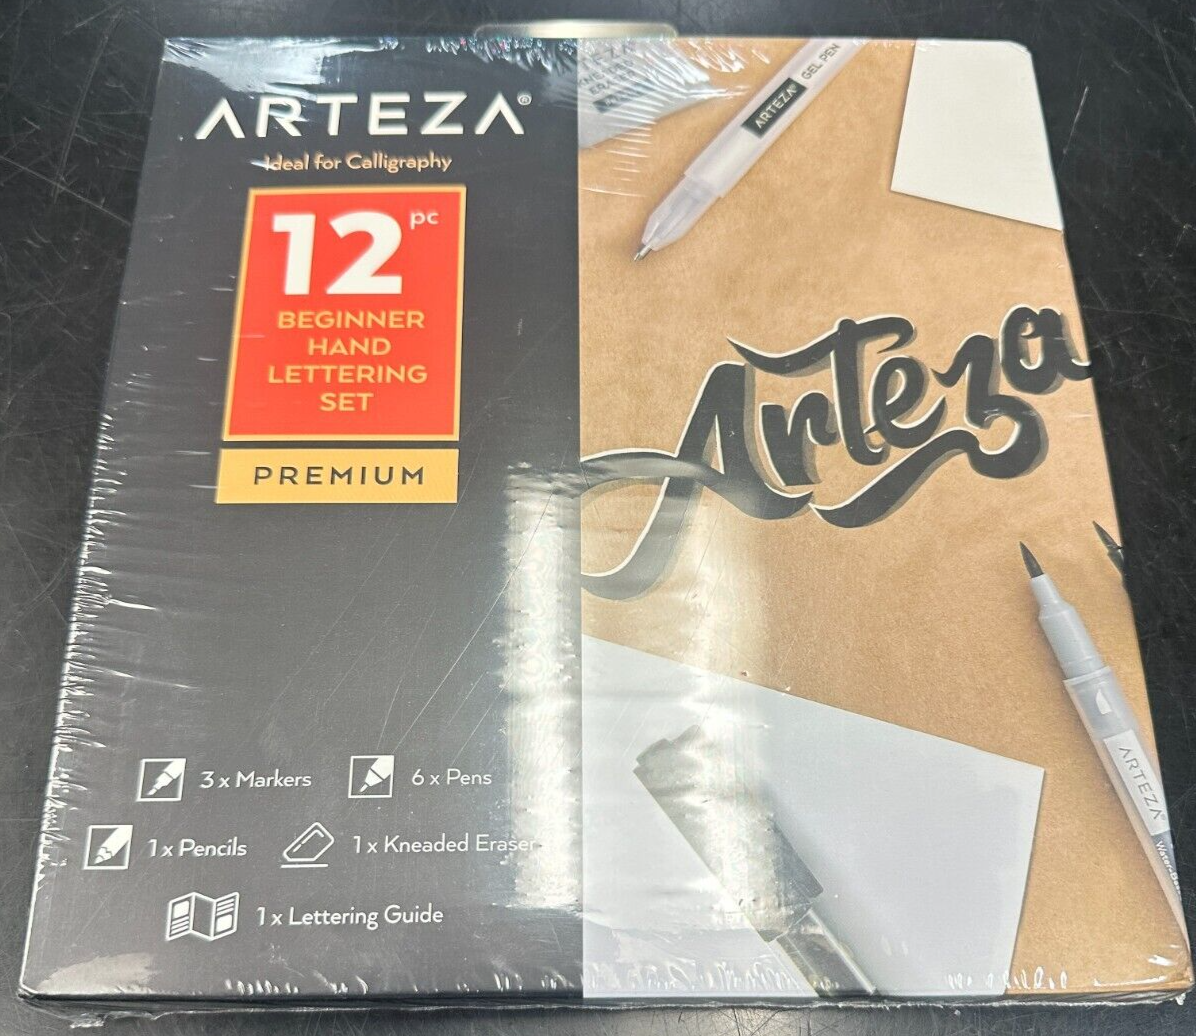 ARTEZA®
Ideal for Calligraphy
12 pc
BEGINNER
HAND
LETTERING
SET
PREMIUM
3 x Markers
6 x Pens
1 x Pencils
1 x Kneaded Eraser
1 x Lettering Guide
ARTEZA® GEL PEN
Arteza
ARTEZA®